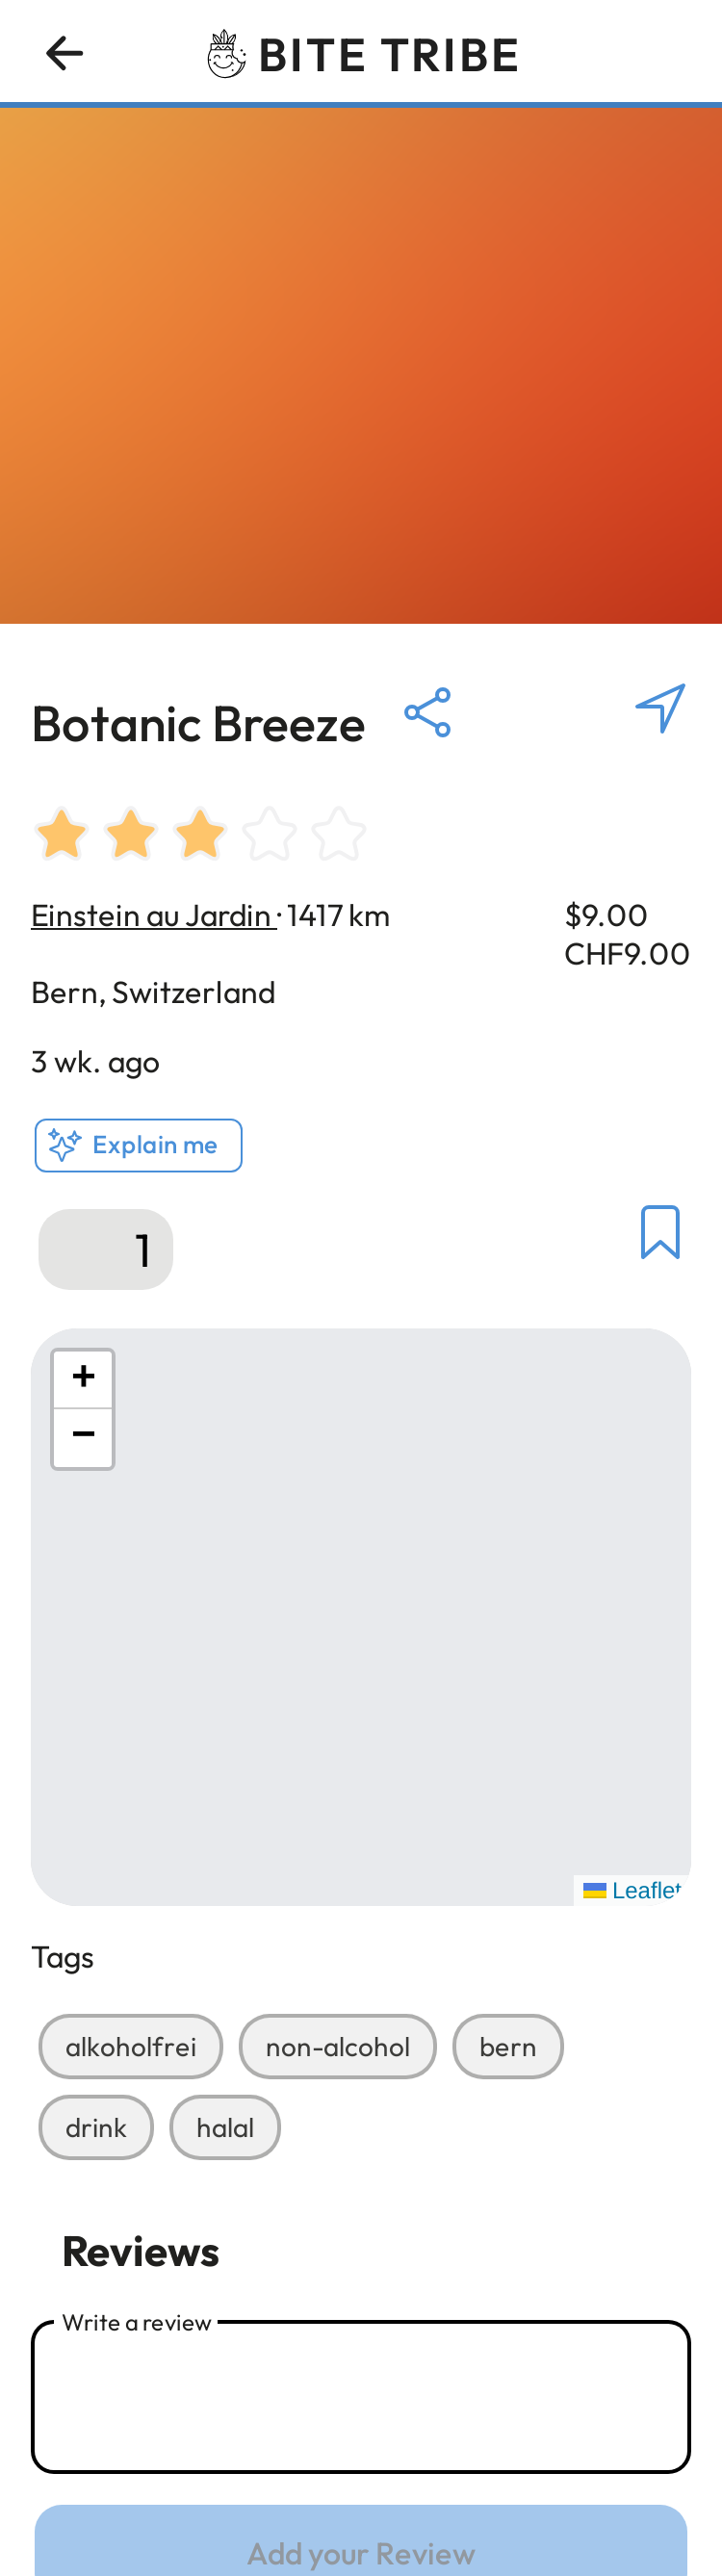 BITE TRIBE
Botanic Breeze
Einstein au Jardin · 1417 km
$9.00
CHF9.00
Bern, Switzerland
3 wk. ago
Explain me
1
+
−
Leaflet
Tags
alkoholfrei
non-alcohol
bern
drink
halal
Reviews
Write a review
Add your Review